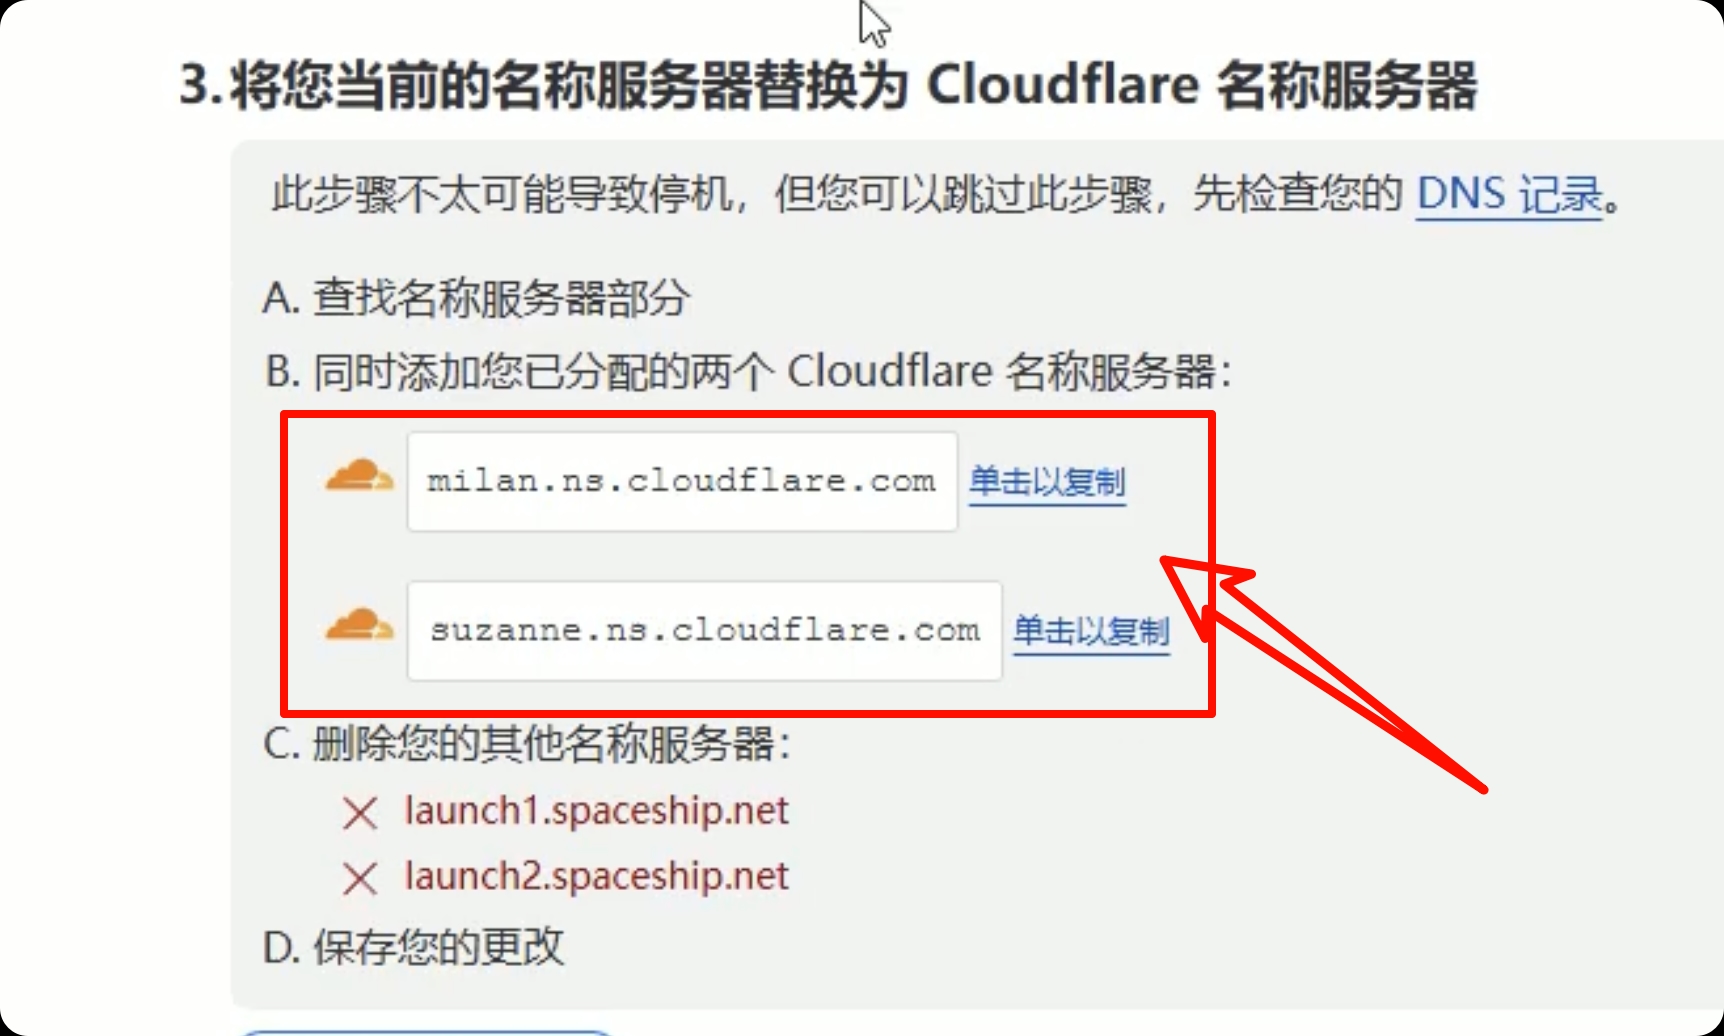 3. 将您当前的名称服务器替换为 Cloudflare 名称服务器
此步骤不太可能导致停机，但您可以跳过此步骤，先检查您的 DNS 记录。
A. 查找名称服务器部分
B. 同时添加您已分配的两个 Cloudflare 名称服务器：
milan.ns.cloudflare.com 单击以复制
suzanne.ns.cloudflare.com 单击以复制
C. 删除您的其他名称服务器：
launch1.spaceship.net
launch2.spaceship.net
D. 保存您的更改